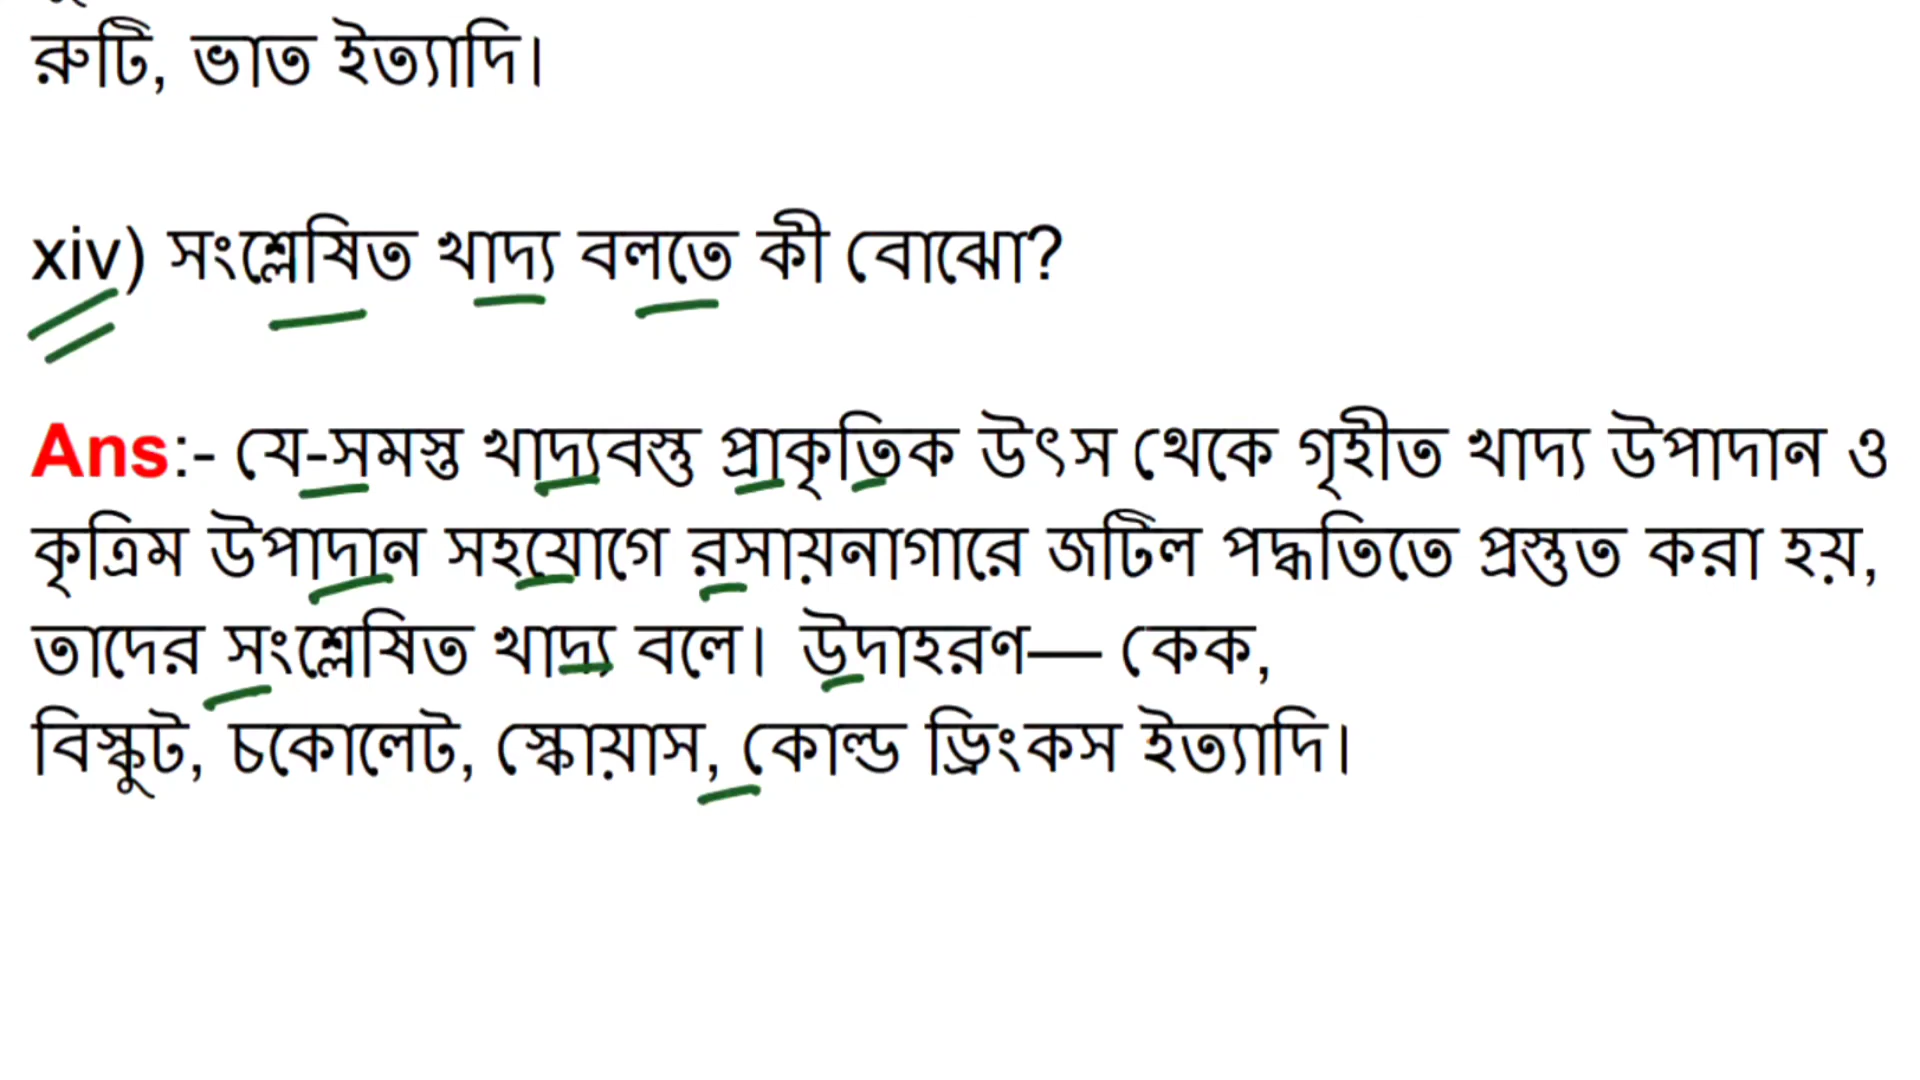 রুটি, ভাত ইত্যাদি।
xiv) সংশ্লেষিত খাদ্য বলতে কী বোঝো?
Ans:- যে-সমস্ত খাদ্যবস্তু প্রাকৃতিক উৎস থেকে গৃহীত খাদ্য উপাদান ও
কৃত্রিম উপাদান সহযোগে রসায়নাগারে জটিল পদ্ধতিতে প্রস্তুত করা হয়,
তাদের সংশ্লেষিত খাদ্য বলে। উদাহরণ— কেক,
বিস্কুট, চকোলেট, স্কোয়াস, কোল্ড ড্রিংকস ইত্যাদি।